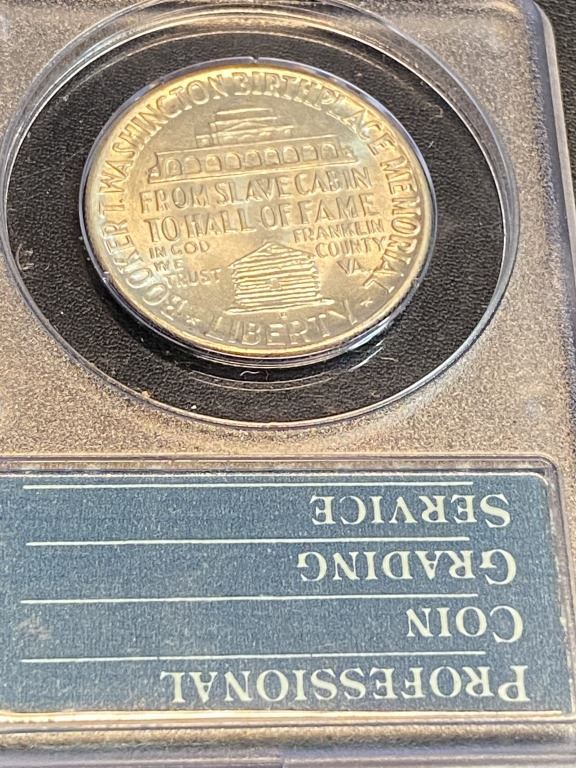 BOOKER T. WASHINGTON BIRTHPLACE MEMORIAL
FROM SLAVE CABIN
TO HALL OF FAME
IN GOD
WE
TRUST
FRANKLIN
COUNTY
VA.
LIBERTY
PROFESSIONAL
COIN
GRADING
SERVICE